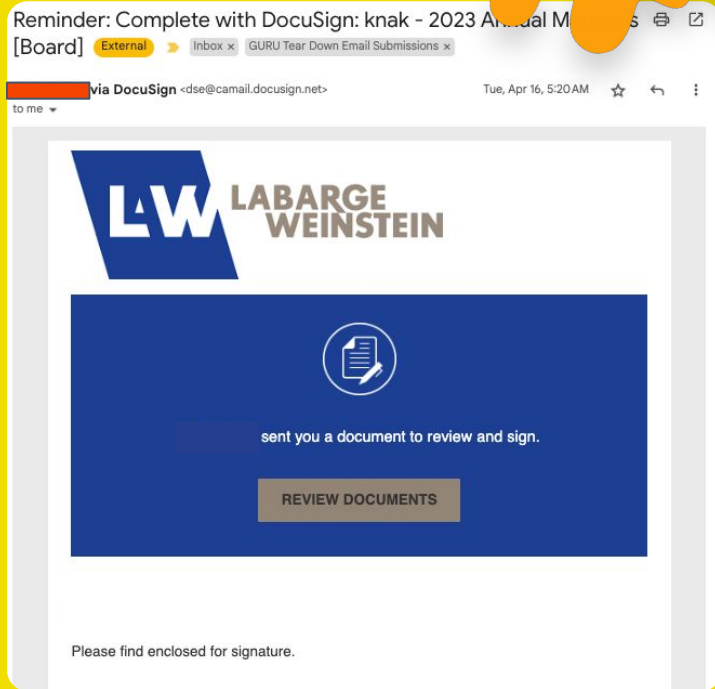 Reminder: Complete with DocuSign: knak - 2023
[Board] External Inbox x GURU Tear Down Email Submissions x
via DocuSign <dse@camail.docusign.net> Tue, Apr 16, 5:20 AM
to me
LAW LABARGE
WEINSTEIN
sent you a document to review and sign.
REVIEW DOCUMENTS
Please find enclosed for signature.